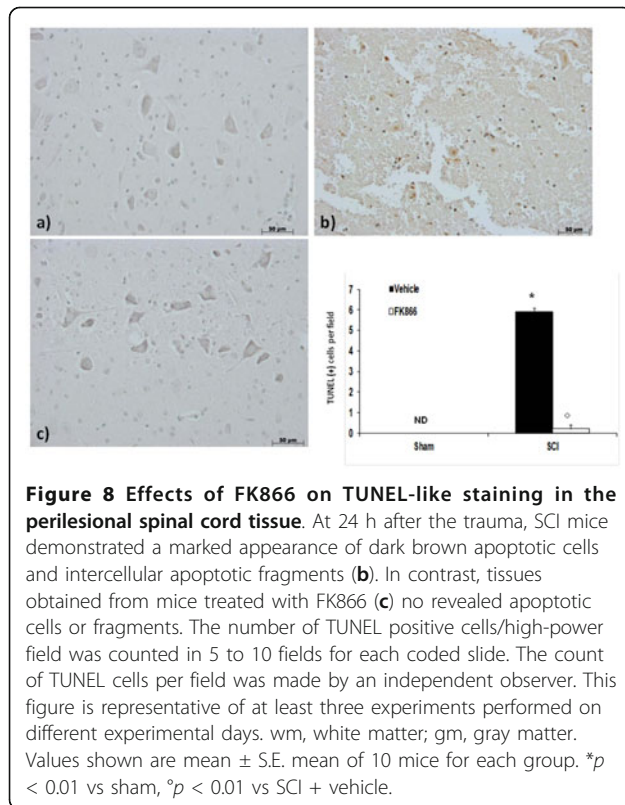 a)
50 µm
b)
50 µm
c)
50 µm
TUNEL (+) cells per field
7
6
5
4
3
2
1
0
Vehicle
FK866
*
°
ND
Sham
SCI
Figure 8 Effects of FK866 on TUNEL-like staining in the
perilesional spinal cord tissue. At 24 h after the trauma, SCI mice
demonstrated a marked appearance of dark brown apoptotic cells
and intercellular apoptotic fragments (b). In contrast, tissues
obtained from mice treated with FK866 (c) no revealed apoptotic
cells or fragments. The number of TUNEL positive cells/high-power
field was counted in 5 to 10 fields for each coded slide. The count
of TUNEL cells per field was made by an independent observer. This
figure is representative of at least three experiments performed on
different experimental days. wm, white matter; gm, gray matter.
Values shown are mean ± S.E. mean of 10 mice for each group. *p
< 0.01 vs sham, °p < 0.01 vs SCI + vehicle.